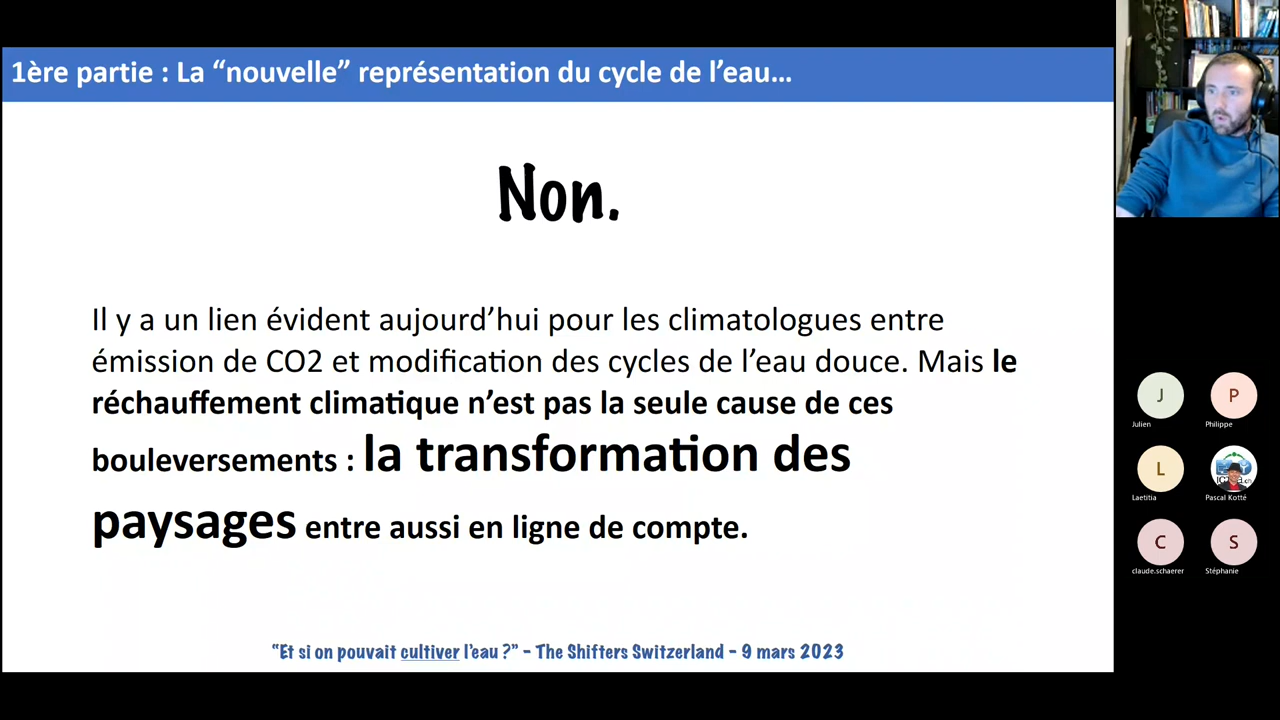 1ère partie : La “nouvelle” représentation du cycle de l’eau…
Non.
Il y a un lien évident aujourd’hui pour les climatologues entre
émission de CO2 et modification des cycles de l’eau douce. Mais le
réchauffement climatique n’est pas la seule cause de ces
bouleversements : la transformation des
paysages entre aussi en ligne de compte.
“Et si on pouvait cultiver l’eau ?” – The Shifters Switzerland – 9 mars 2023
J
P
Julien
Philippe
L
Laetitia
Pascal Kotté
C
S
claude.schaerer
Stéphanie